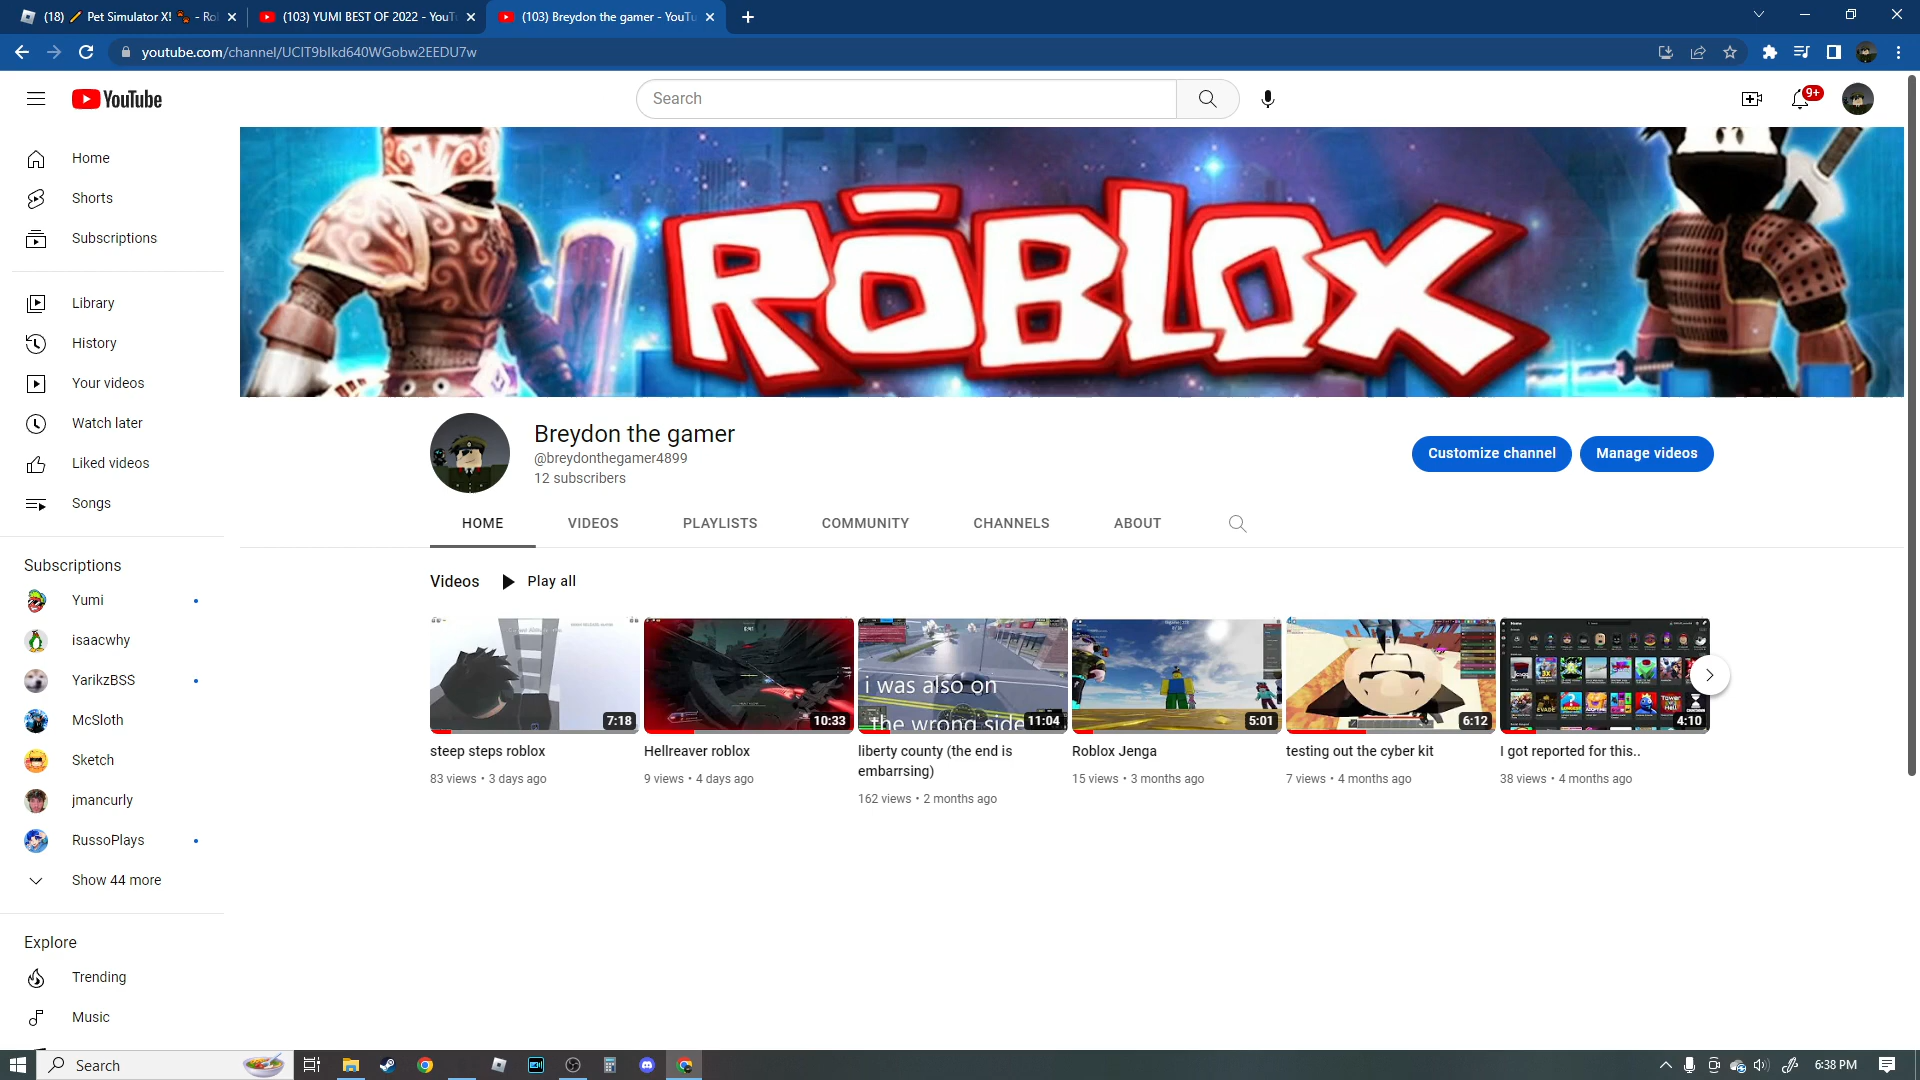 (18) Pet Simulator X! - Ro
(103) YUMI BEST OF 2022 - YouT
(103) Breydon the gamer - YouTu
youtube.com/channel/UCIT9bIkd640WGobw2EEDU7w
YouTube
Search
9+
Home
Shorts
Subscriptions
Library
History
Your videos
Watch later
Liked videos
Songs
Subscriptions
Yumi
isaacwhy
YarikzBSS
McSloth
Sketch
jmancurly
RussoPlays
Show 44 more
Explore
Trending
Music
RŌBLOX
Breydon the gamer
@breydonthegamer4899
12 subscribers
Customize channel
Manage videos
HOME
VIDEOS
PLAYLISTS
COMMUNITY
CHANNELS
ABOUT
Videos
Play all
7:18
steep steps roblox
83 views • 3 days ago
10:33
Hellreaver roblox
9 views • 4 days ago
i was also on
the wrong side
11:04
liberty county (the end is
embarrsing)
162 views • 2 months ago
5:01
Roblox Jenga
15 views • 3 months ago
6:12
testing out the cyber kit
7 views • 4 months ago
4:10
I got reported for this..
38 views • 4 months ago
Search
6:38 PM